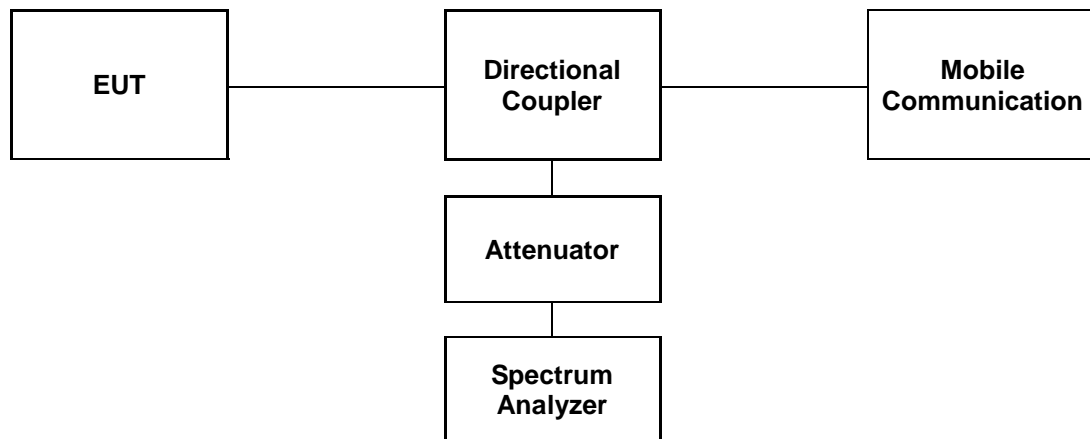 EUT
Directional
Coupler
Mobile
Communication
Attenuator
Spectrum
Analyzer